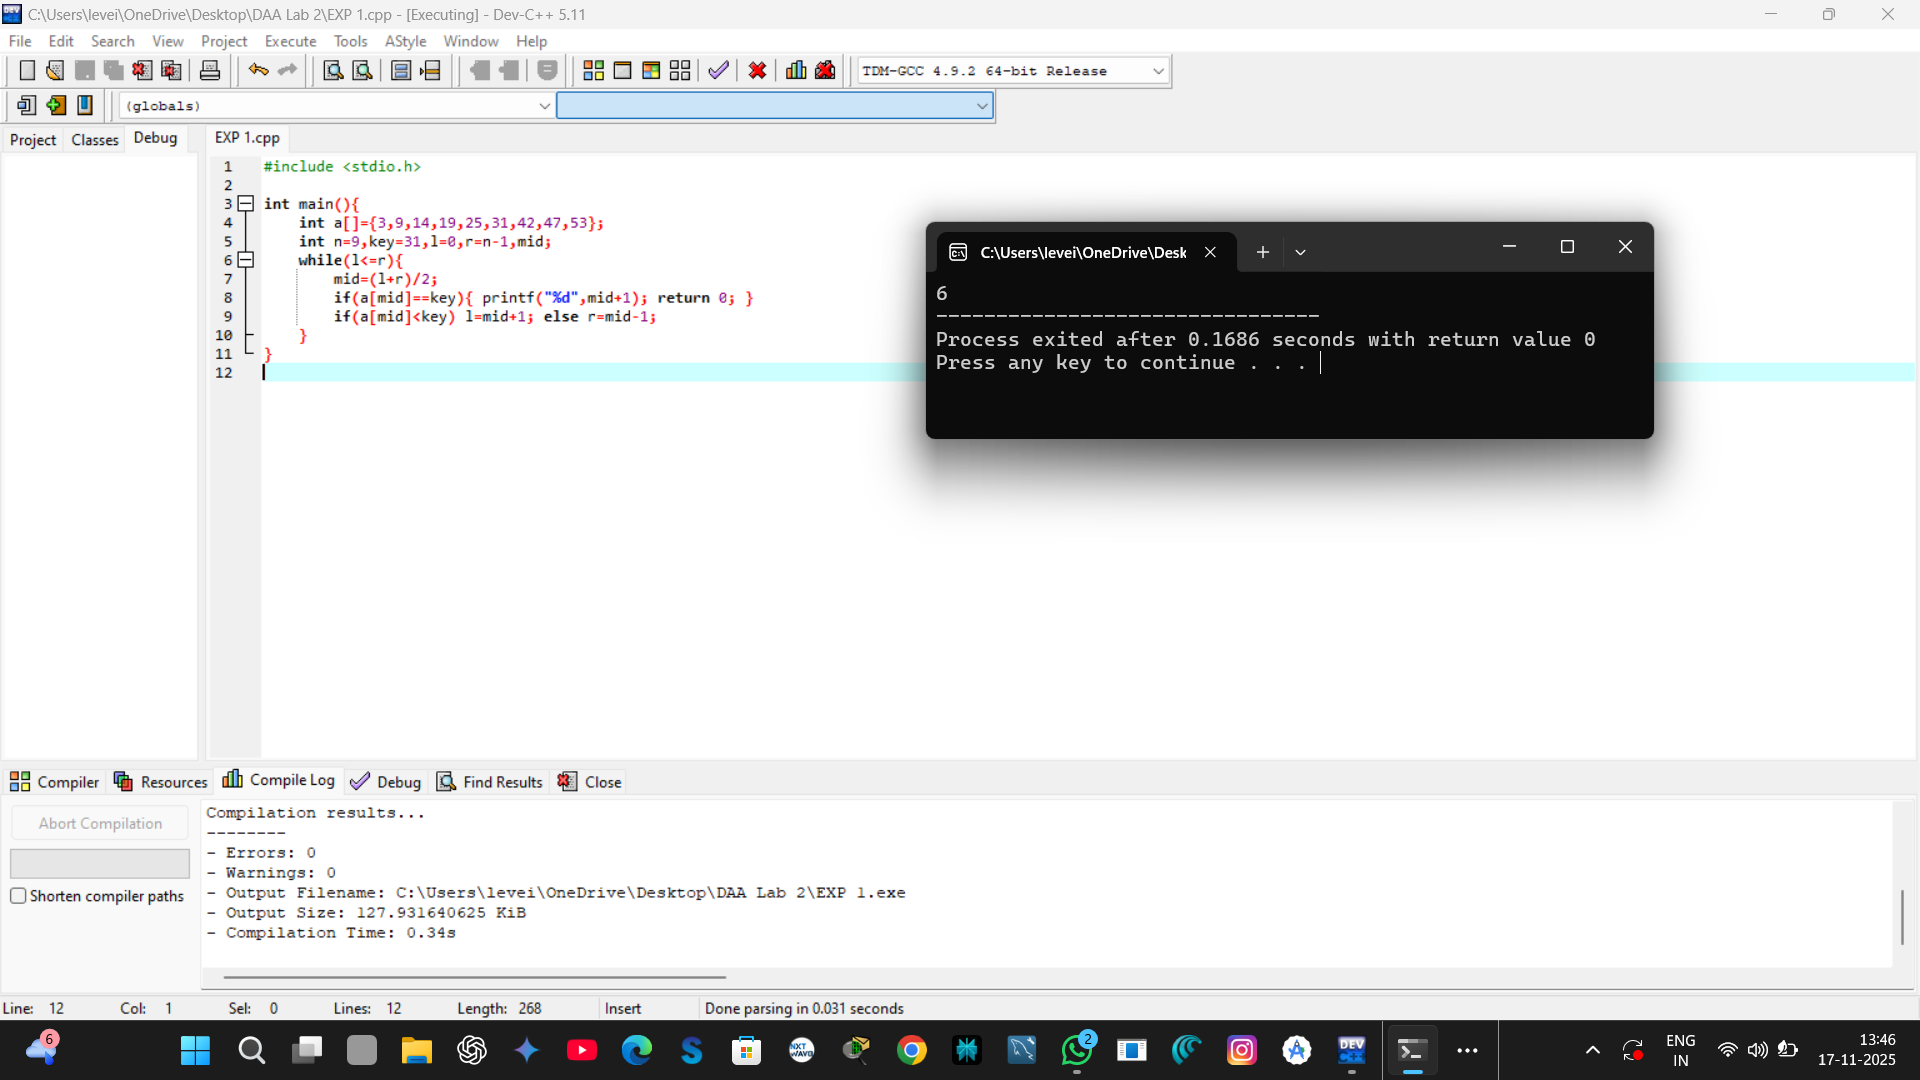 C:\Users\levei\OneDrive\Desktop\DAA Lab 2\EXP 1.cpp - [Executing] - Dev-C++ 5.11
File Edit Search View Project Execute Tools AStyle Window Help
TDM-GCC 4.9.2 64-bit Release
(globals)
Project Classes Debug EXP 1.cpp
1 #include <stdio.h>
2
3 int main(){
4 int a[]={3,9,14,19,25,31,42,47,53};
5 int n=9,key=31,l=0,r=n-1,mid;
6 while(l<=r){
7 mid=(l+r)/2;
8 if(a[mid]==key){ printf("%d",mid+1); return 0; }
9 if(a[mid]<key) l=mid+1; else r=mid-1;
10 }
11 }
12
C:\Users\levei\OneDrive\Desk
6
--------------------------------
Process exited after 0.1686 seconds with return value 0
Press any key to continue . . .
Compiler Resources Compile Log Debug Find Results Close
Abort Compilation
Shorten compiler paths
Compilation results...
--------
- Errors: 0
- Warnings: 0
- Output Filename: C:\Users\levei\OneDrive\Desktop\DAA Lab 2\EXP 1.exe
- Output Size: 127.931640625 KiB
- Compilation Time: 0.34s
Line: 12 Col: 1 Sel: 0 Lines: 12 Length: 268 Insert Done parsing in 0.031 seconds
6
NXT
WAVE
2
DEV
C++
ENG
IN
13:46
17-11-2025